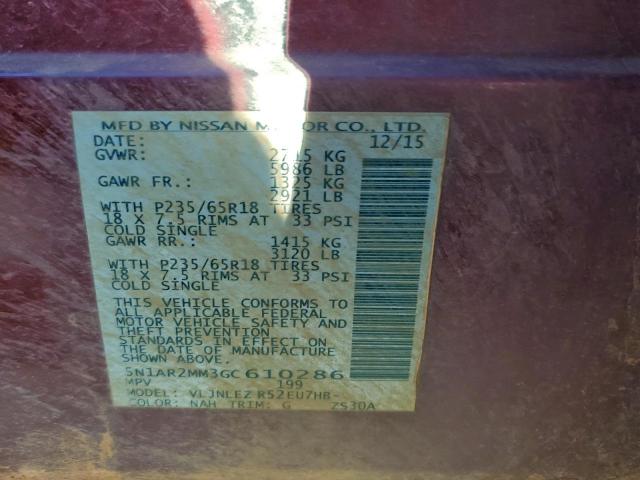 MFD BY NISSAN MOTOR CO., LTD.
DATE: 12/15
GVWR: 2715 KG
5986 LB
GAWR FR.: 1325 KG
2921 LB
WITH P235/65R18 TIRES
18 X 7.5 RIMS AT 33 PSI
COLD SINGLE
GAWR RR.: 1415 KG
3120 LB
WITH P235/65R18 TIRES
18 X 7.5 RIMS AT 33 PSI
COLD SINGLE
THIS VEHICLE CONFORMS TO
ALL APPLICABLE FEDERAL
MOTOR VEHICLE SAFETY AND
THEFT PREVENTION
STANDARDS IN EFFECT ON
THE DATE OF MANUFACTURE
SHOWN ABOVE.
5N1AR2MM3GC610286
MPV 199
MODEL: VLJNLEZ R52EU7HB-
COLOR: NAH TRIM: G ZS30A